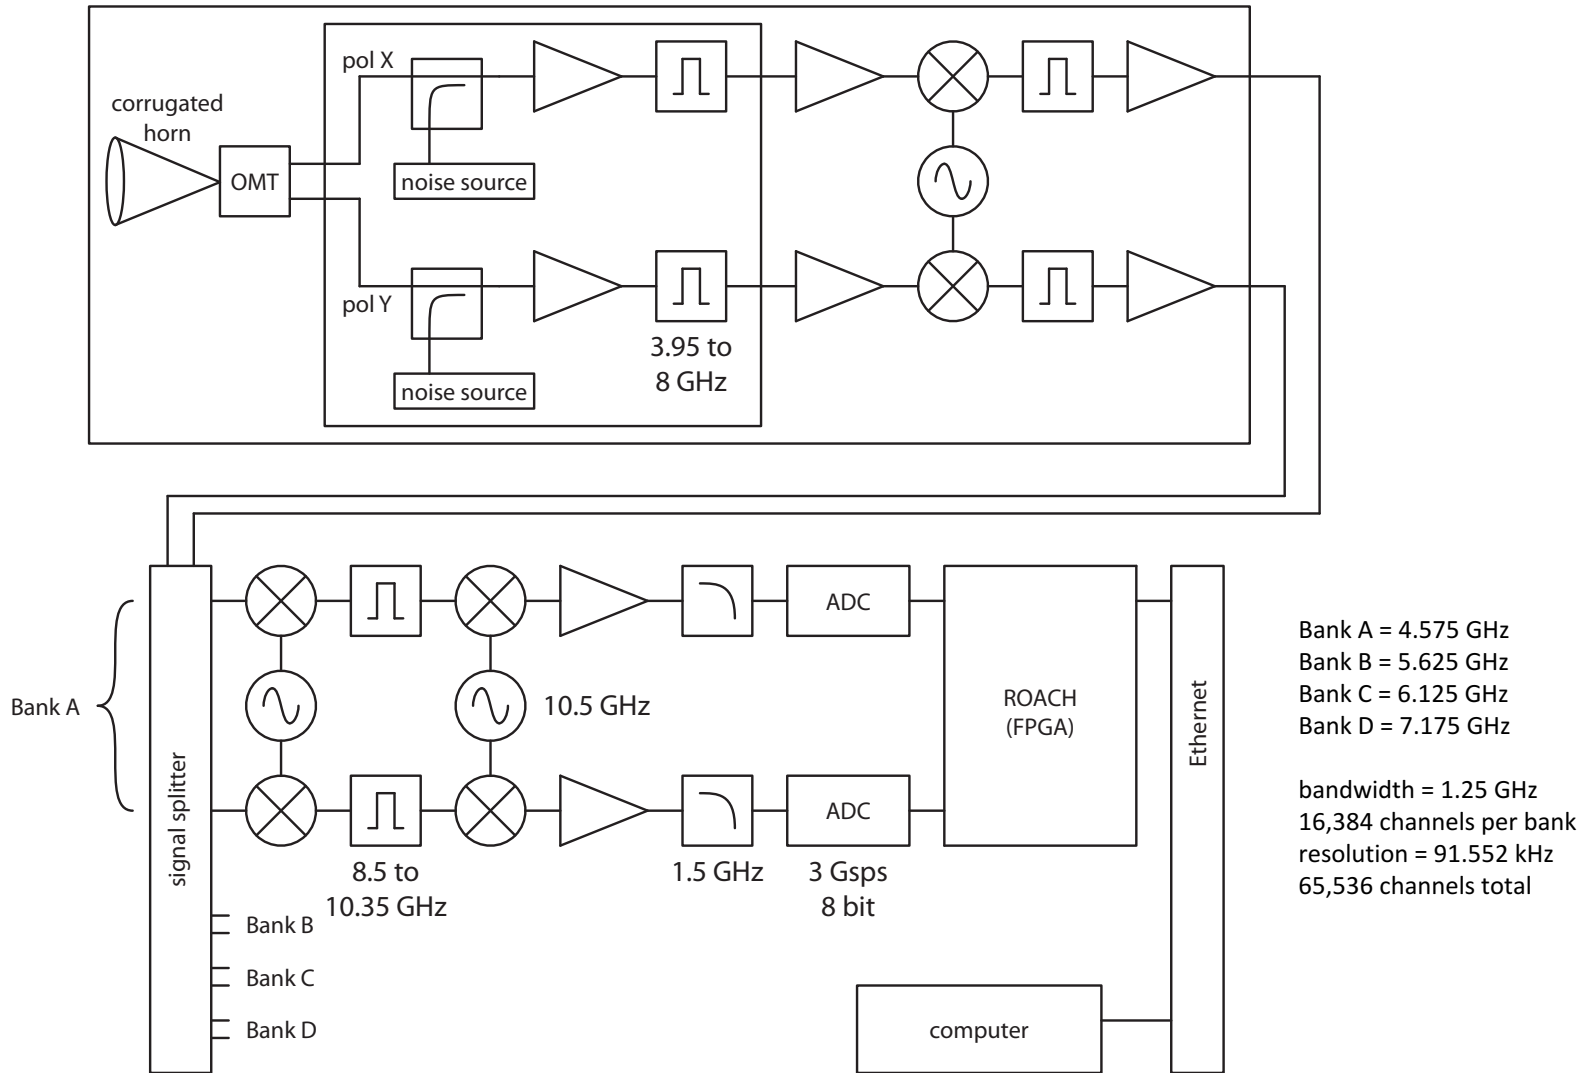 pol X
corrugated
horn
OMT
noise source
pol Y
3.95 to
8 GHz
noise source
Bank A
signal splitter
10.5 GHz
8.5 to
10.35 GHz
1.5 GHz
ADC
ADC
3 Gsps
8 bit
ROACH
(FPGA)
Ethernet
Bank B
Bank C
Bank D
computer
Bank A = 4.575 GHz
Bank B = 5.625 GHz
Bank C = 6.125 GHz
Bank D = 7.175 GHz
bandwidth = 1.25 GHz
16,384 channels per bank
resolution = 91.552 kHz
65,536 channels total